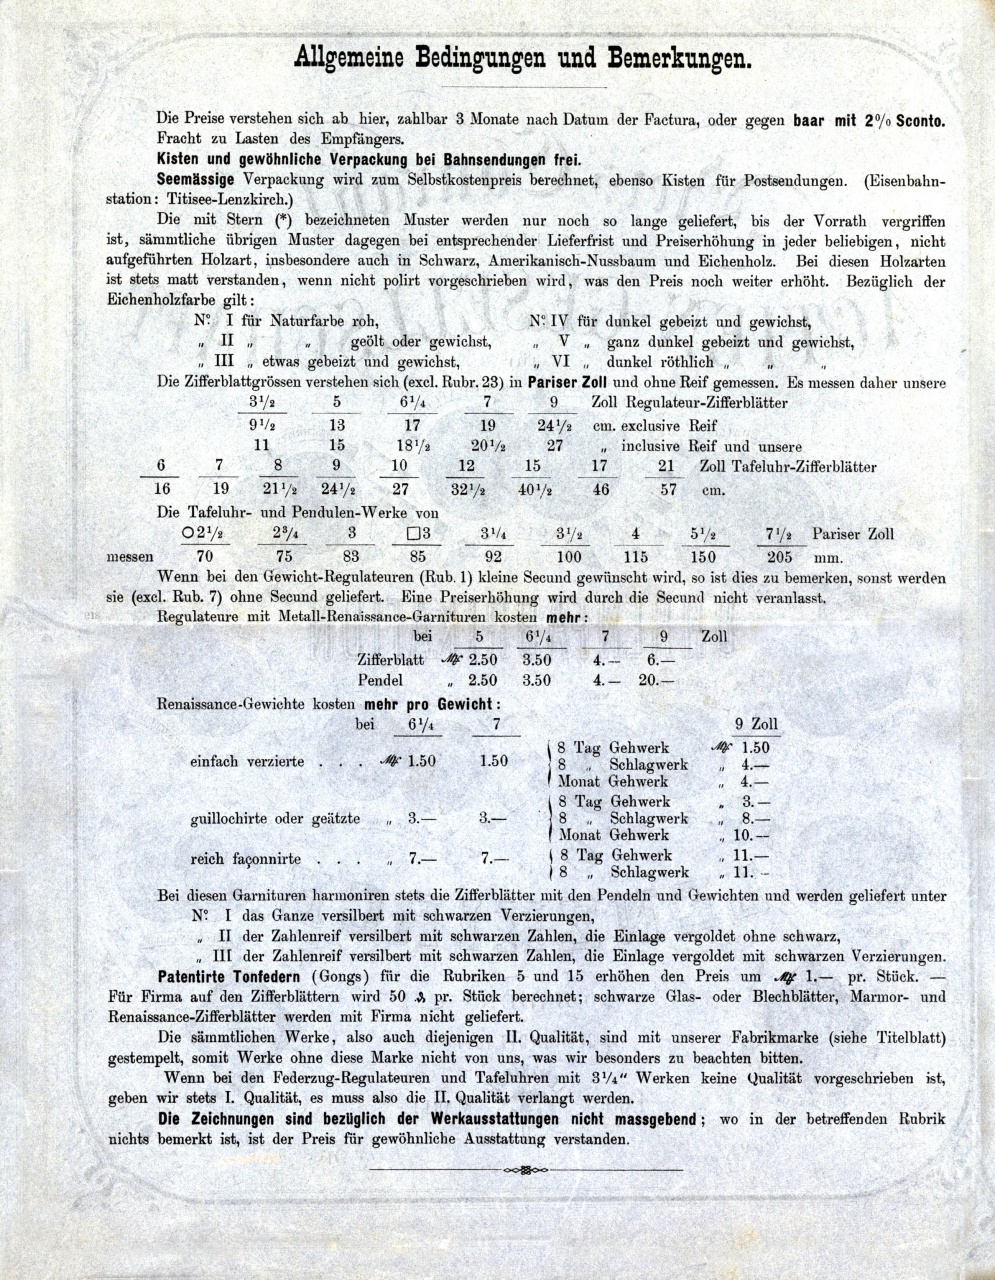 Allgemeine Bedingungen und Bemerkungen.
Die Preise verstehen sich ab hier, zahlbar 3 Monate nach Datum der Factura, oder gegen baar mit 2% Sconto.
Fracht zu Lasten des Empfängers.
Kisten und gewöhnliche Verpackung bei Bahnsendungen frei.
Seemässige Verpackung wird zum Selbstkostenpreis berechnet, ebenso Kisten für Postsendungen. (Eisenbahn-
station: Titisee-Lenzkirch.)
Die mit Stern (*) bezeichneten Muster werden nur noch so lange geliefert, bis der Vorrath vergriffen
ist, sämmtliche übrigen Muster dagegen bei entsprechender Lieferfrist und Preiserhöhung in jeder beliebigen, nicht
aufgeführten Holzart, insbesondere auch in Schwarz, Amerikanisch-Nussbaum und Eichenholz. Bei diesen Holzarten
ist stets matt verstanden, wenn nicht polirt vorgeschrieben wird, was den Preis noch weiter erhöht. Bezüglich der
Eichenholzfarbe gilt:
No. I für Naturfarbe roh, No. IV für dunkel gebeizt und gewichst,
„ II „ „ geölt oder gewichst, „ V „ ganz dunkel gebeizt und gewichst,
„ III „ etwas gebeizt und gewichst, „ VI „ dunkel röthlich „ „ „
Die Zifferblattgrössen verstehen sich (excl. Rubr. 23) in Pariser Zoll und ohne Reif gemessen. Es messen daher unsere
3½ 5 6¼ 7 9 Zoll Regulateur-Zifferblätter
9½ 13 17 19 24½ cm. exclusive Reif
11 15 18½ 20½ 27 „ inclusive Reif und unsere
6 7 8 9 10 12 15 17 21 Zoll Tafeluhr-Zifferblätter
16 19 21½ 24½ 27 32½ 40½ 46 57 cm.
Die Tafeluhr- und Pendulen-Werke von
○2½ 2¾ 3 □3 3¼ 3½ 4 5½ 7½ Pariser Zoll
messen 70 75 83 85 92 100 115 150 205 mm.
Wenn bei den Gewicht-Regulateuren (Rub. 1) kleine Secund gewünscht wird, so ist dies zu bemerken, sonst werden
sie (excl. Rub. 7) ohne Secund geliefert. Eine Preiserhöhung wird durch die Secund nicht veranlasst.
Regulateure mit Metall-Renaissance-Garnituren kosten mehr:
bei 5 6¼ 7 9 Zoll
Zifferblatt Mk 2.50 3.50 4.— 6.—
Pendel „ 2.50 3.50 4.— 20.—
Renaissance-Gewichte kosten mehr pro Gewicht:
bei 6¼ 7 9 Zoll
8 Tag Gehwerk Mk 1.50
einfach verzierte . . . Mk 1.50 1.50 8 „ Schlagwerk „ 4.—
Monat Gehwerk „ 4.—
8 Tag Gehwerk „ 3.—
guillochirte oder geätzte „ 3.— 3.— 8 „ Schlagwerk „ 8.—
Monat Gehwerk „ 10.—
reich façonnirte . . . „ 7.— 7.— 8 Tag Gehwerk „ 11.—
8 „ Schlagwerk „ 11.—
Bei diesen Garnituren harmoniren stets die Zifferblätter mit den Pendeln und Gewichten und werden geliefert unter
No. I das Ganze versilbert mit schwarzen Verzierungen,
„ II der Zahlenreif versilbert mit schwarzen Zahlen, die Einlage vergoldet ohne schwarz,
„ III der Zahlenreif versilbert mit schwarzen Zahlen, die Einlage vergoldet mit schwarzen Verzierungen.
Patentirte Tonfedern (Gongs) für die Rubriken 5 und 15 erhöhen den Preis um Mk 1.— pr. Stück. —
Für Firma auf den Zifferblättern wird 50 ₰ pr. Stück berechnet; schwarze Glas- oder Blechblätter, Marmor- und
Renaissance-Zifferblätter werden mit Firma nicht geliefert.
Die sämmtlichen Werke, also auch diejenigen II. Qualität, sind mit unserer Fabrikmarke (siehe Titelblatt)
gestempelt, somit Werke ohne diese Marke nicht von uns, was wir besonders zu beachten bitten.
Wenn bei den Federzug-Regulateuren und Tafeluhren mit 3¼" Werken keine Qualität vorgeschrieben ist,
geben wir stets I. Qualität, es muss also die II. Qualität verlangt werden.
Die Zeichnungen sind bezüglich der Werkausstattungen nicht massgebend; wo in der betreffenden Rubrik
nichts bemerkt ist, ist der Preis für gewöhnliche Ausstattung verstanden.